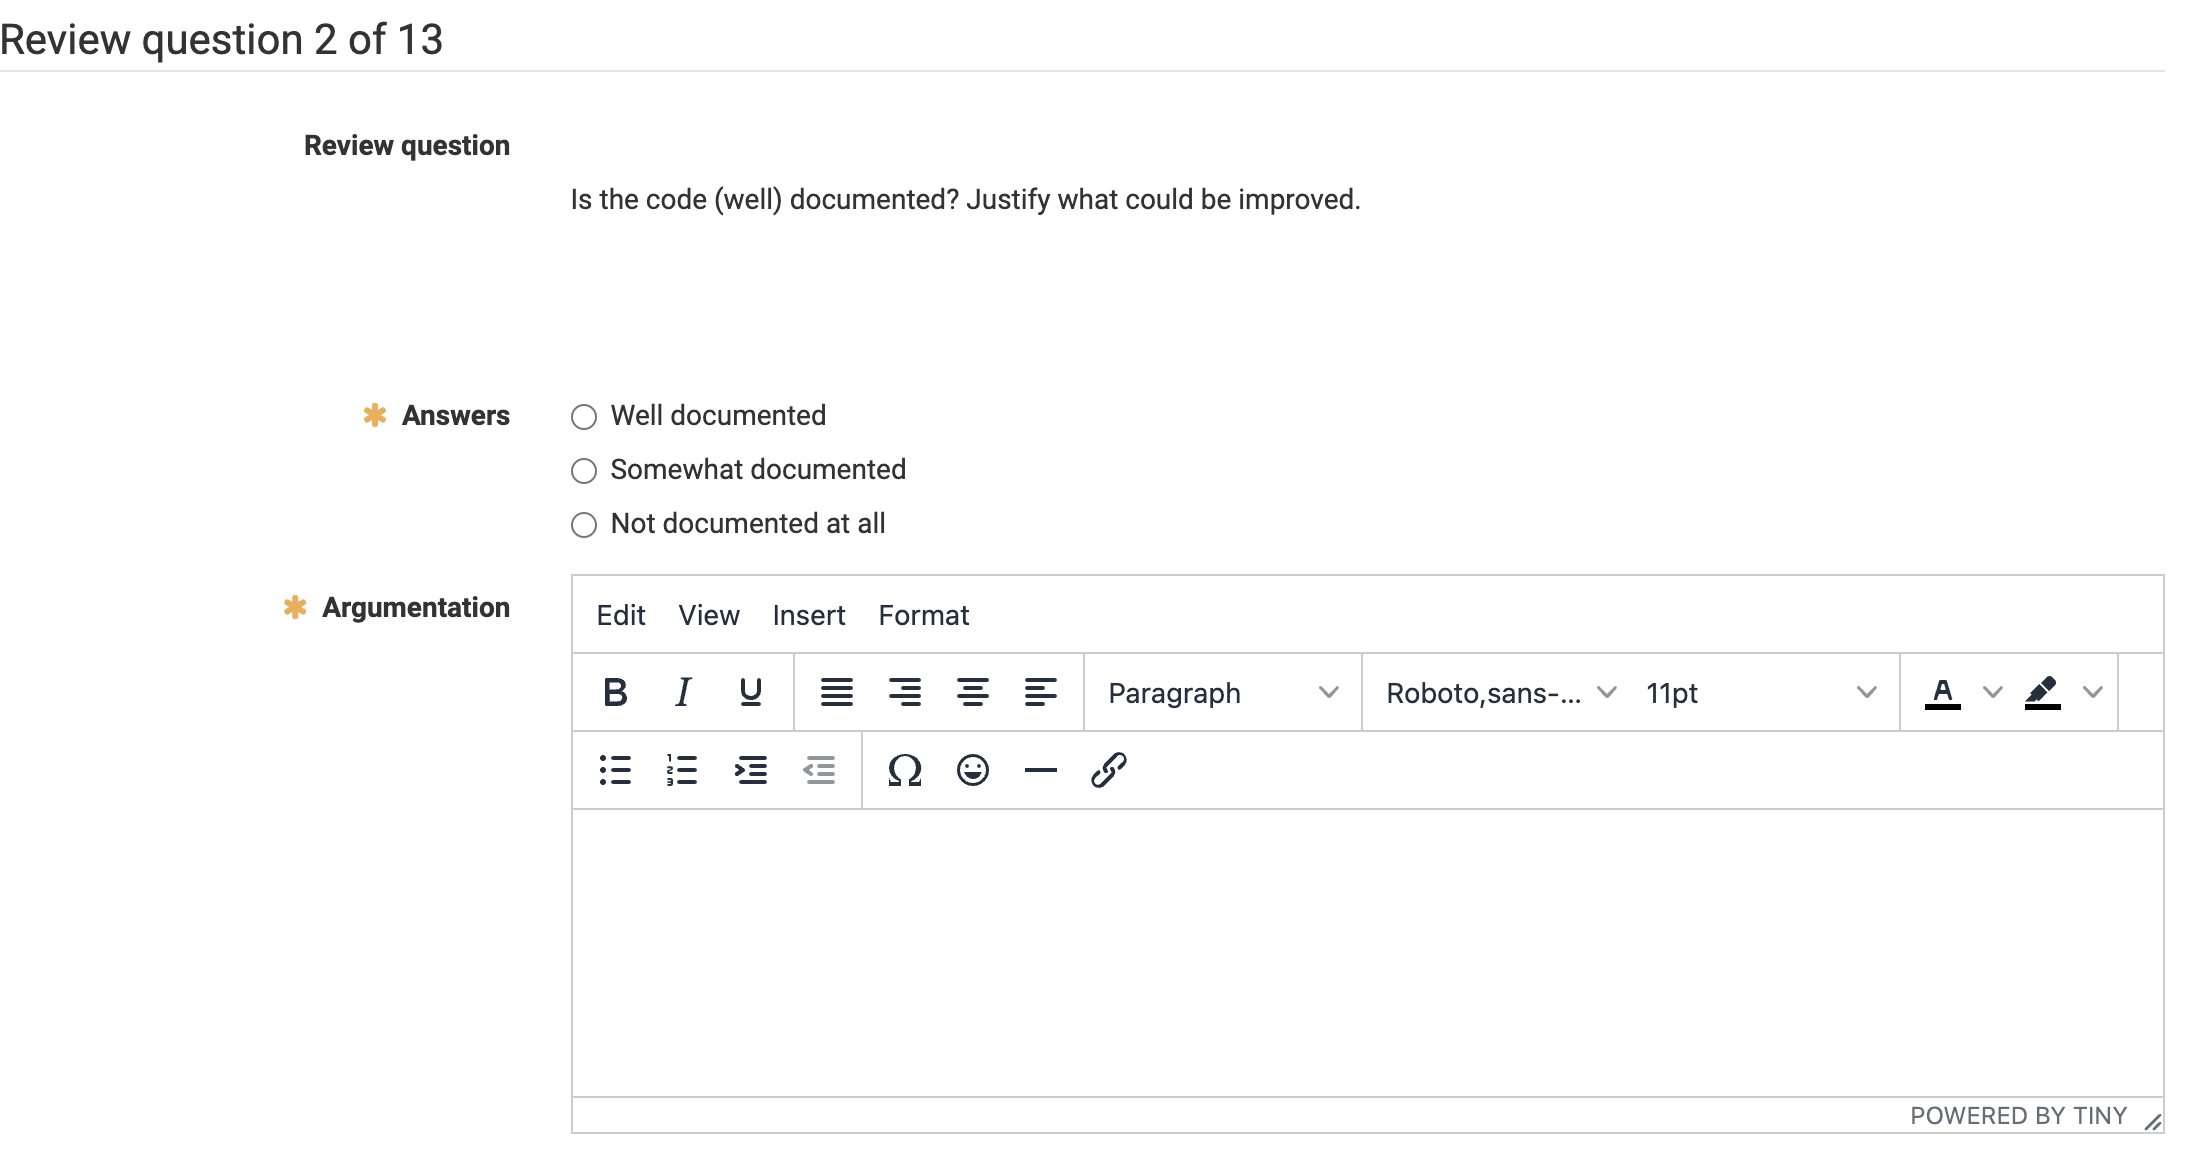 Review question 2 of 13
Review question
Is the code (well) documented? Justify what could be improved.
* Answers
Well documented
Somewhat documented
Not documented at all
* Argumentation
Edit View Insert Format
B I U Paragraph Roboto,sans-... 11pt A
Ω
POWERED BY TINY